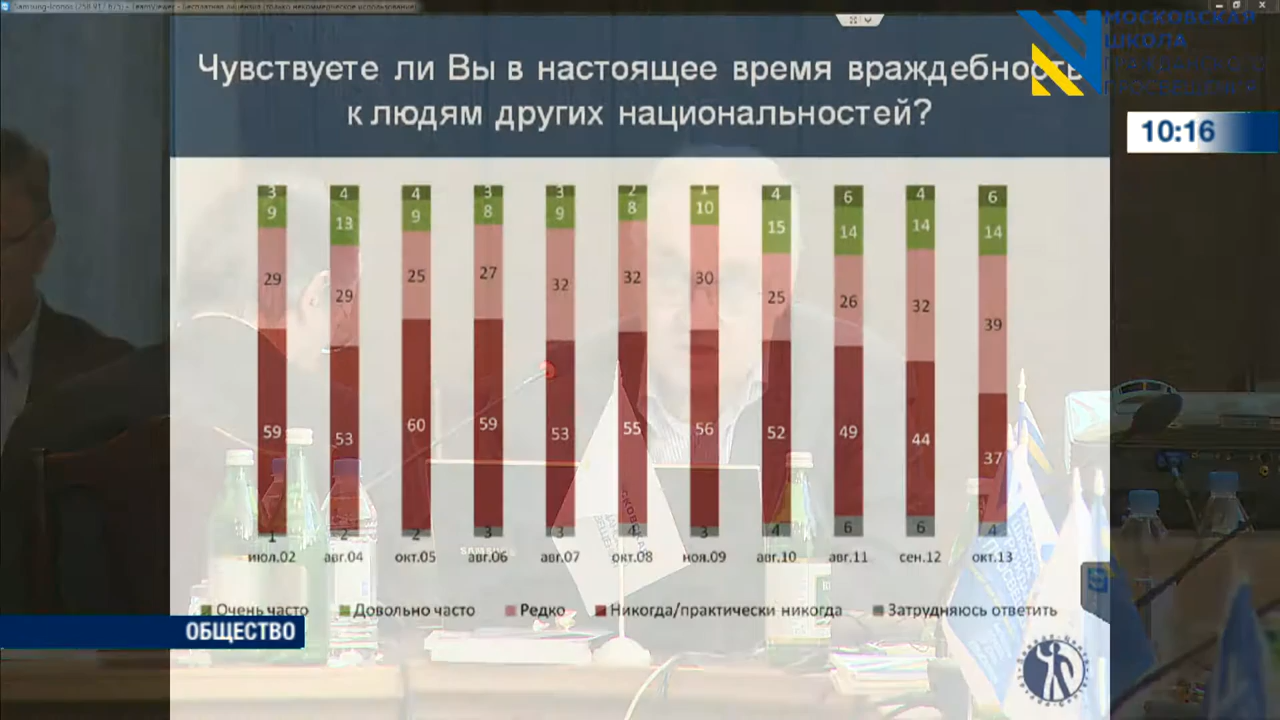 МОСКОВСКАЯ
ШКОЛА
ГРАЖДАНСКОГО
ПРОСВЕЩЕНИЯ
10:16
Чувствуете ли Вы в настоящее время враждебность
к людям других национальностей?
3 4 4 3 3 2 1 4 6 4 6
9 13 9 8 9 8 10 15 14 14 14
29 29 25 27 32 32 30 25 26 32 39
59 53 60 59 53 55 56 52 49 44 37
1 2 2 3 3 4 3 4 6 6 4
июл.02 авг.04 окт.05 авг.06 авг.07 окт.08 ноя.09 авг.10 авг.11 сен.12 окт.13
Очень часто Довольно часто Редко Никогда/практически никогда Затрудняюсь ответить
ОБЩЕСТВО